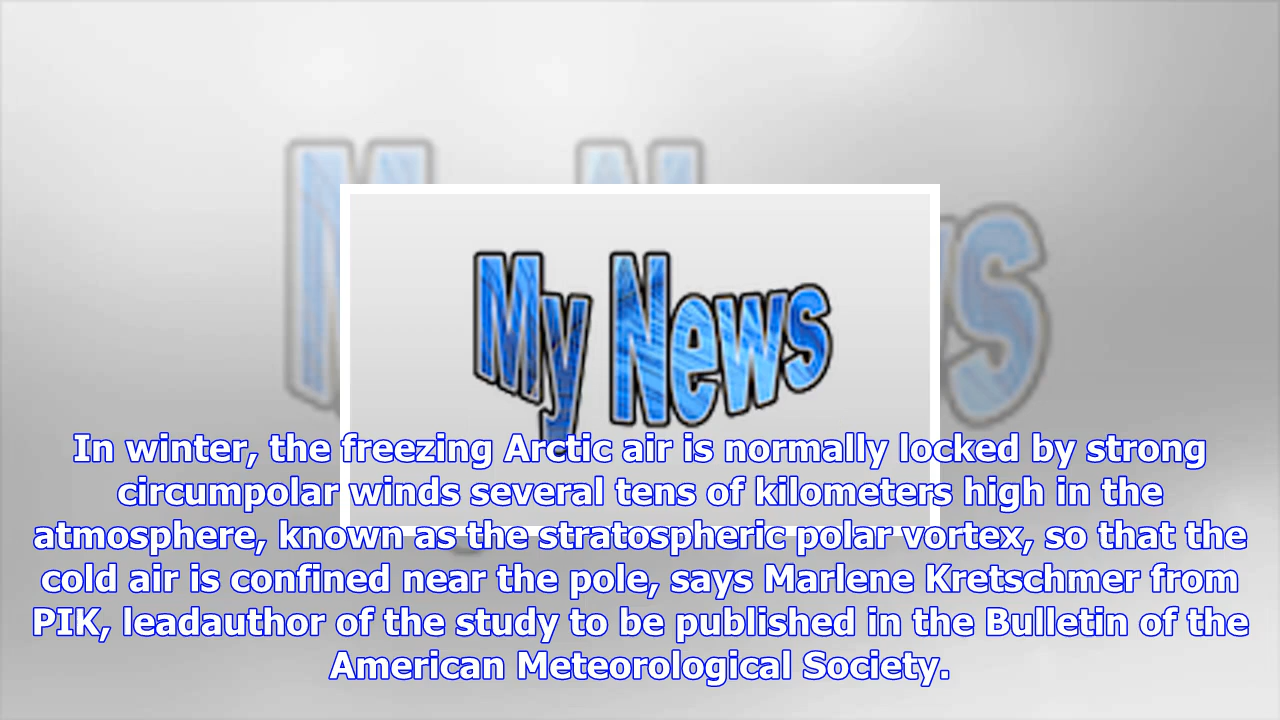 My News
In winter, the freezing Arctic air is normally locked by strong
circumpolar winds several tens of kilometers high in the
atmosphere, known as the stratospheric polar vortex, so that the
cold air is confined near the pole, says Marlene Kretschmer from
PIK, leadauthor of the study to be published in the Bulletin of the
American Meteorological Society.